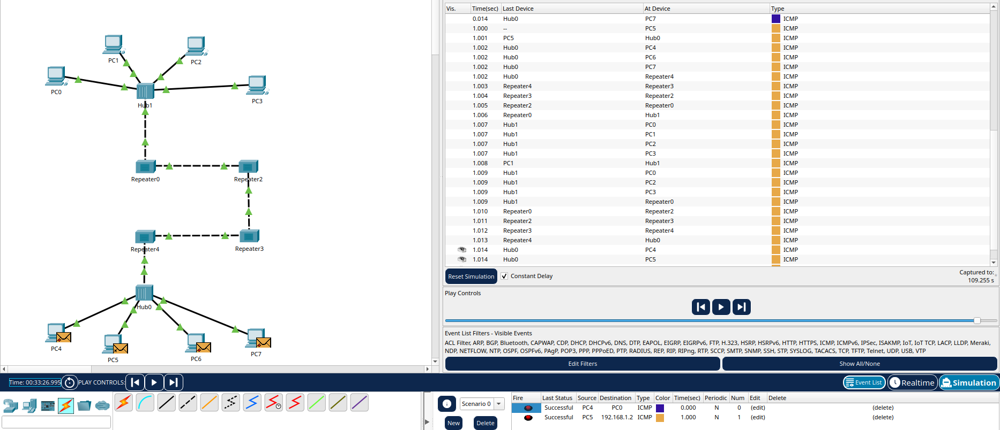 PC1
PC2
PC0
PC3
Hub1
Repeater0
Repeater2
Repeater4
Repeater3
Hub0
PC4
PC5
PC6
PC7
Vis. Time(sec) Last Device At Device Type
0.014 Hub0 PC7 ICMP
1.000 -- PC5 ICMP
1.001 PC5 Hub0 ICMP
1.002 Hub0 PC4 ICMP
1.002 Hub0 PC6 ICMP
1.002 Hub0 PC7 ICMP
1.002 Hub0 Repeater4 ICMP
1.003 Repeater4 Repeater3 ICMP
1.004 Repeater3 Repeater2 ICMP
1.005 Repeater2 Repeater0 ICMP
1.006 Repeater0 Hub1 ICMP
1.007 Hub1 PC0 ICMP
1.007 Hub1 PC1 ICMP
1.007 Hub1 PC2 ICMP
1.007 Hub1 PC3 ICMP
1.008 PC1 Hub1 ICMP
1.009 Hub1 PC0 ICMP
1.009 Hub1 PC2 ICMP
1.009 Hub1 PC3 ICMP
1.009 Hub1 Repeater0 ICMP
1.010 Repeater0 Repeater2 ICMP
1.011 Repeater2 Repeater3 ICMP
1.012 Repeater3 Repeater4 ICMP
1.013 Repeater4 Hub0 ICMP
1.014 Hub0 PC4 ICMP
1.014 Hub0 PC5 ICMP
Reset Simulation Constant Delay Captured to:
109.255 s
Play Controls
Event List Filters - Visible Events
ACL Filter, ARP, BGP, Bluetooth, CAPWAP, CDP, DHCP, DHCPv6, DNS, DTP, EAPOL, EIGRP, EIGRPv6, FTP, H.323, HSRP, HSRPv6, HTTP, HTTPS, ICMP, ICMPv6, IPSec, ISAKMP, IoT, IoT TCP, LACP, LLDP, Meraki,
NDP, NETFLOW, NTP, OSPF, OSPFv6, PAgP, POP3, PPP, PPPoED, PTP, RADIUS, REP, RIP, RIPng, RTP, SCCP, SMTP, SNMP, SSH, STP, SYSLOG, TACACS, TCP, TFTP, Telnet, UDP, USB, VTP
Edit Filters Show All/None
Time: 00:33:26.995 PLAY CONTROLS: Event List Realtime Simulation
Scenario 0
New Delete
Fire Last Status Source Destination Type Color Time(sec) Periodic Num Edit Delete
Successful PC4 PC0 ICMP 0.000 N 0 (edit) (delete)
Successful PC5 192.168.1.2 ICMP 1.000 N 1 (edit) (delete)